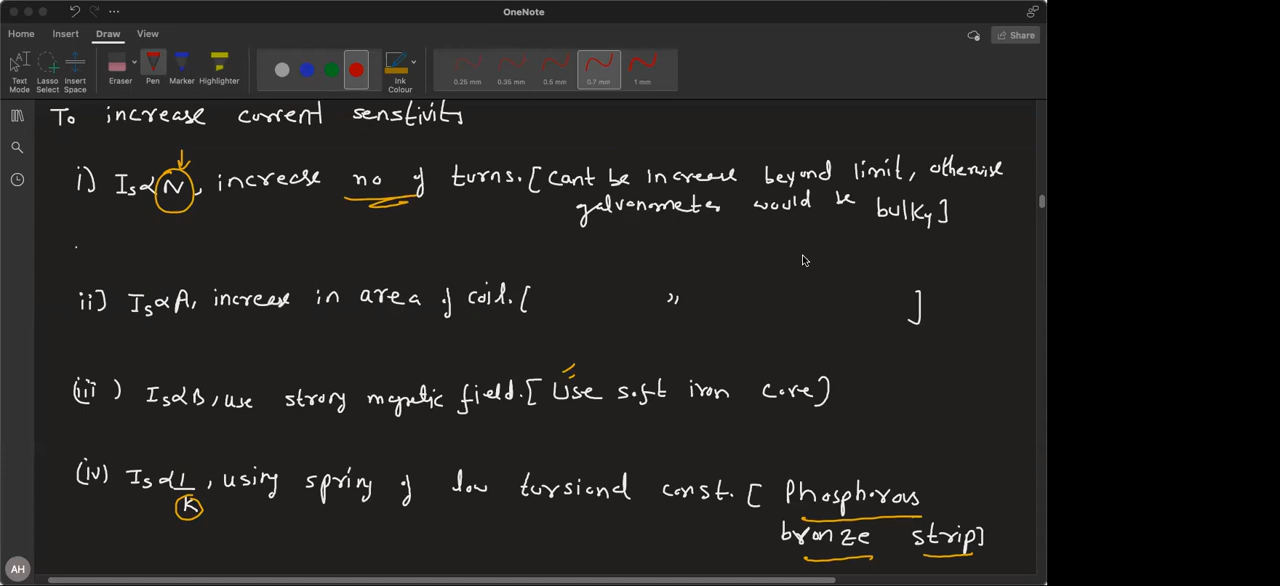 OneNote
Home Insert Draw View
Share
Text Mode
Lasso Select
Insert Space
Eraser
Pen
Marker
Highlighter
Ink Colour
0.25 mm
0.35 mm
0.5 mm
0.7 mm
1 mm
To increase current senstivity
i) Is∝N, increase no of turns. [ cant be increase beyond limit, otherwise
galvanometer would be bulky]
ii] Is∝A, increase in area of coil. [ " ]
(iii) Is∝B, use strong magnetic field. [ Use soft iron core)
(iv) Is∝1/K, using spring of low torsional const. [ Phosphorous
bronze strip]
AH